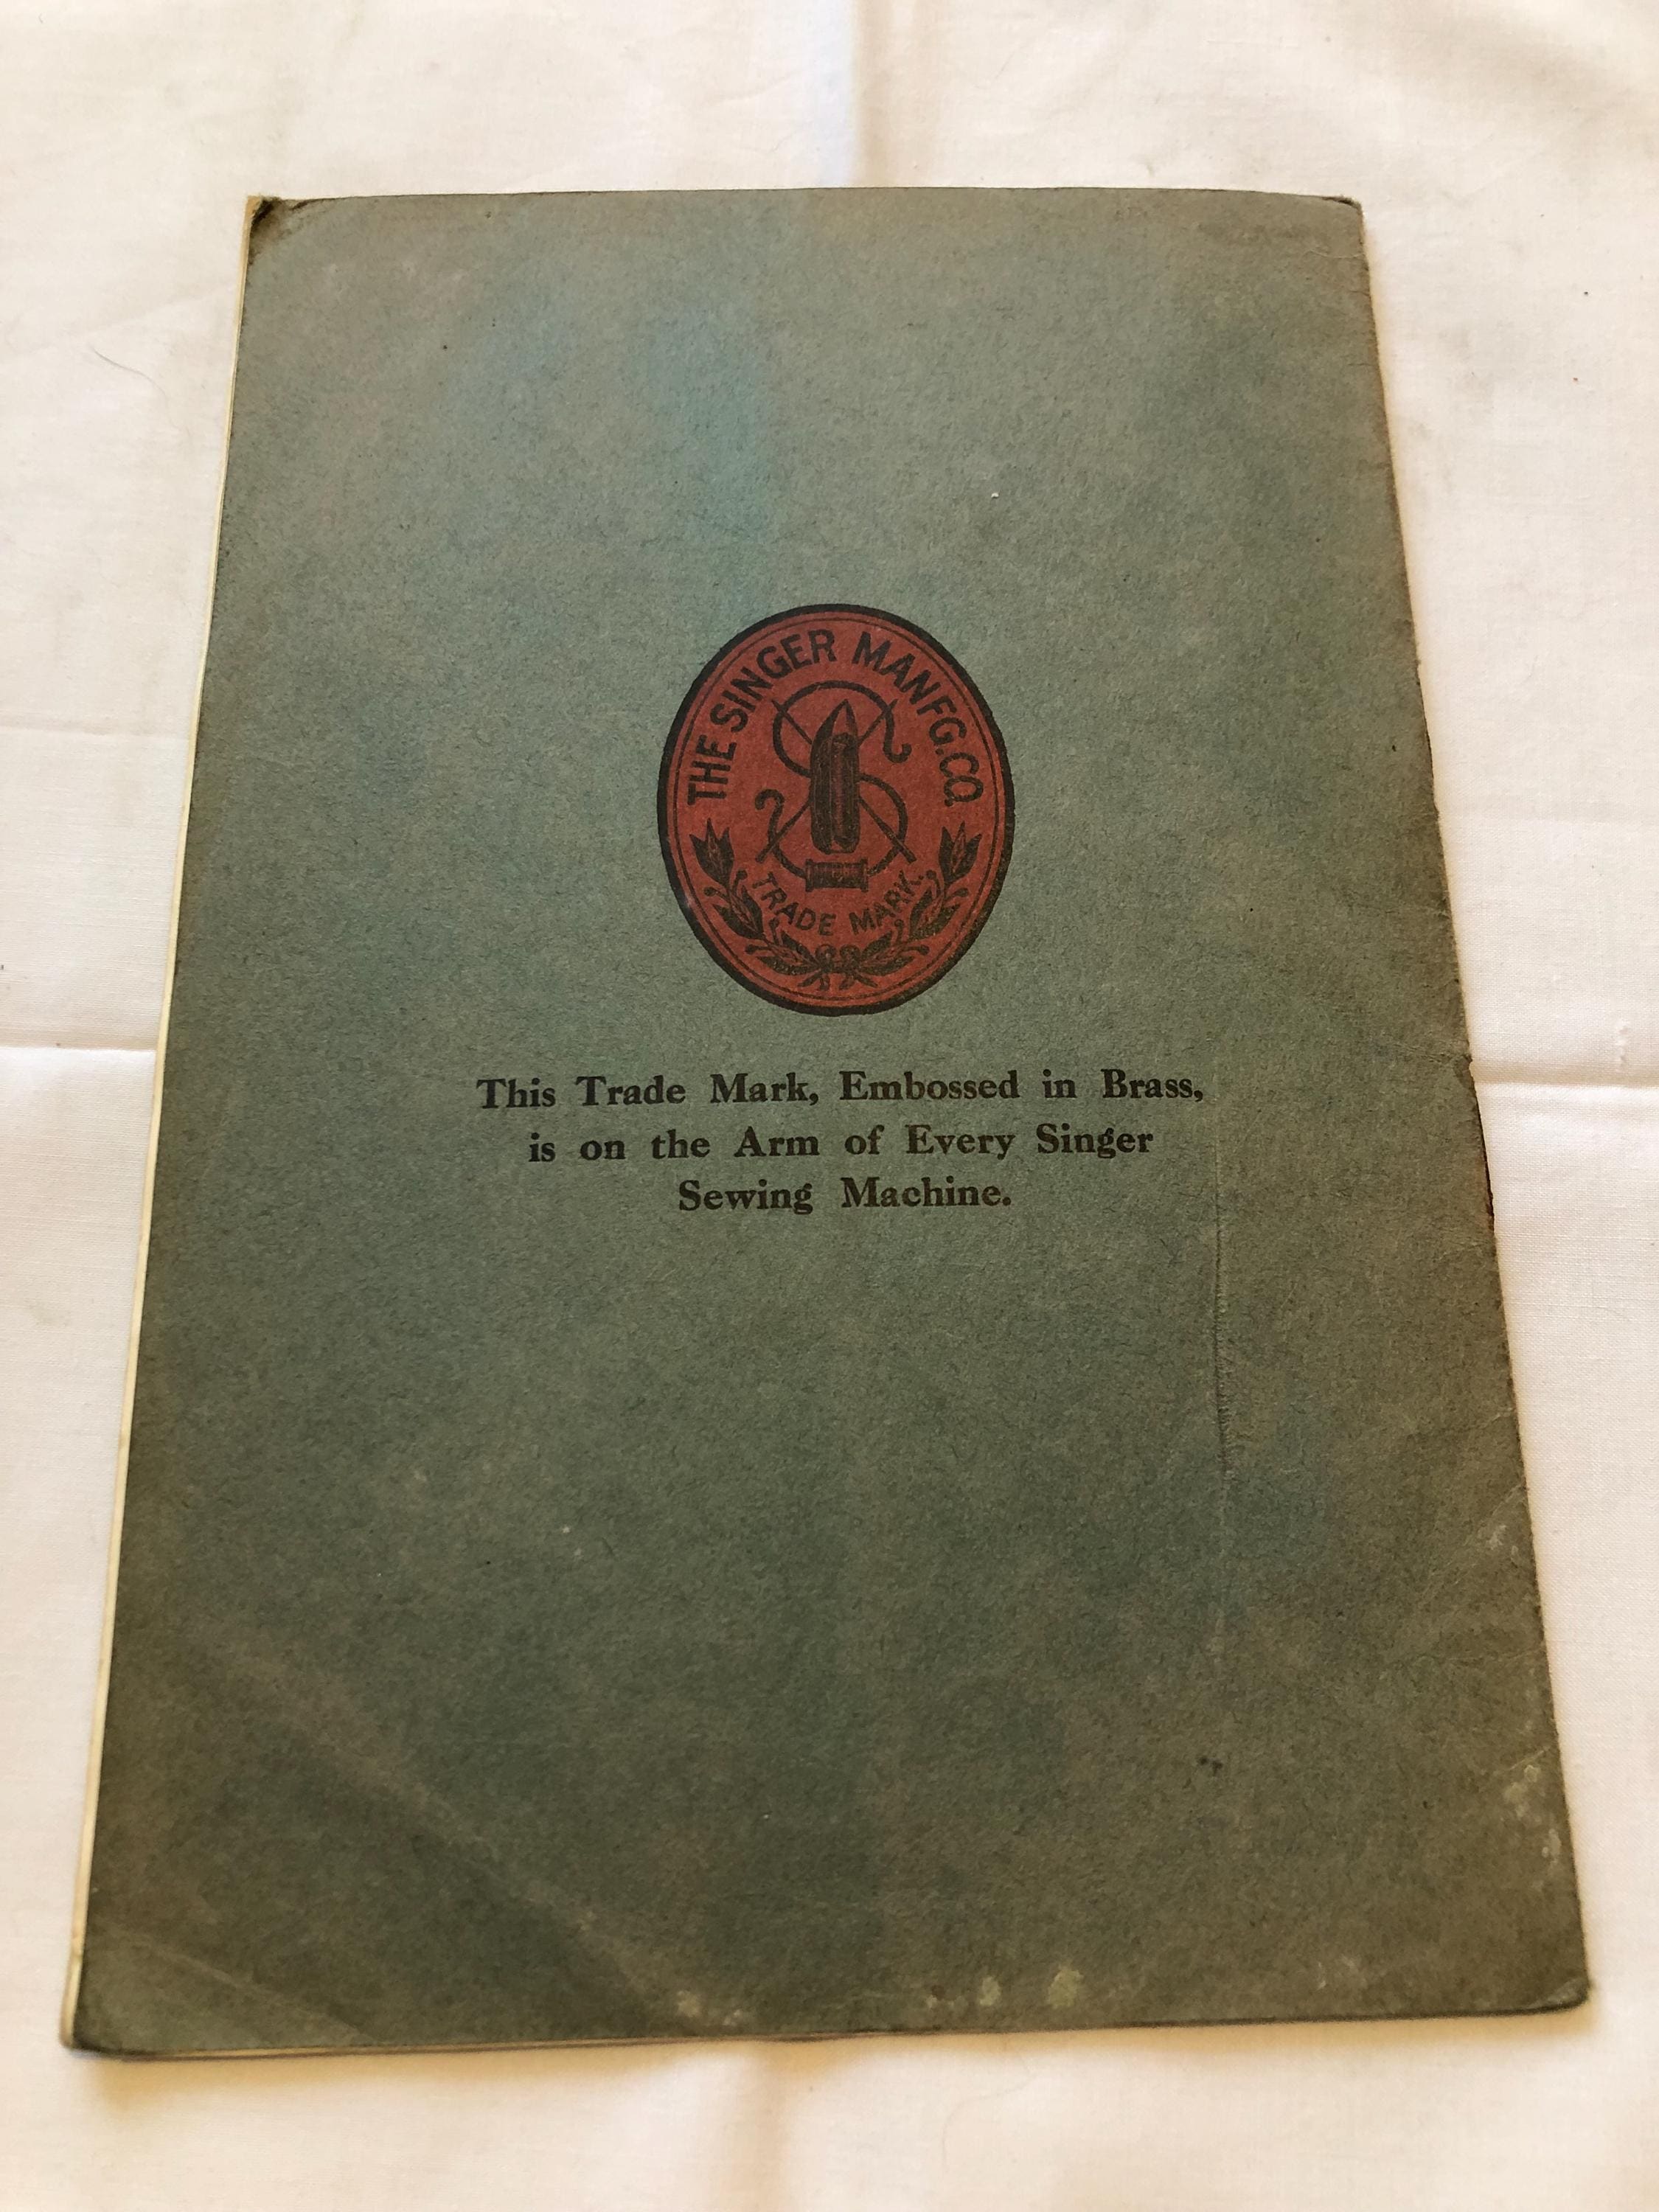 THE SINGER MANFG. CO.
TRADE MARK.
This Trade Mark, Embossed in Brass,
is on the Arm of Every Singer
Sewing Machine.